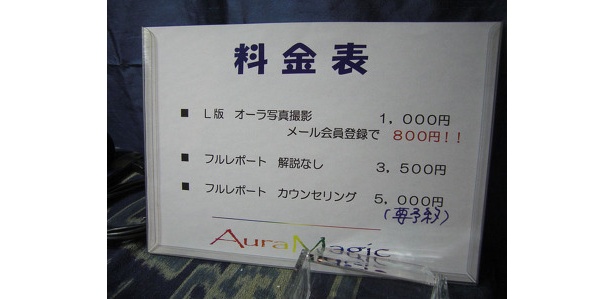 料金表
■ L版 オーラ写真撮影 1,000円
メール会員登録で 800円!!
■ フルレポート 解説なし 3,500円
■ フルレポート カウンセリング 5,000円
(要予約)
AuraMagic